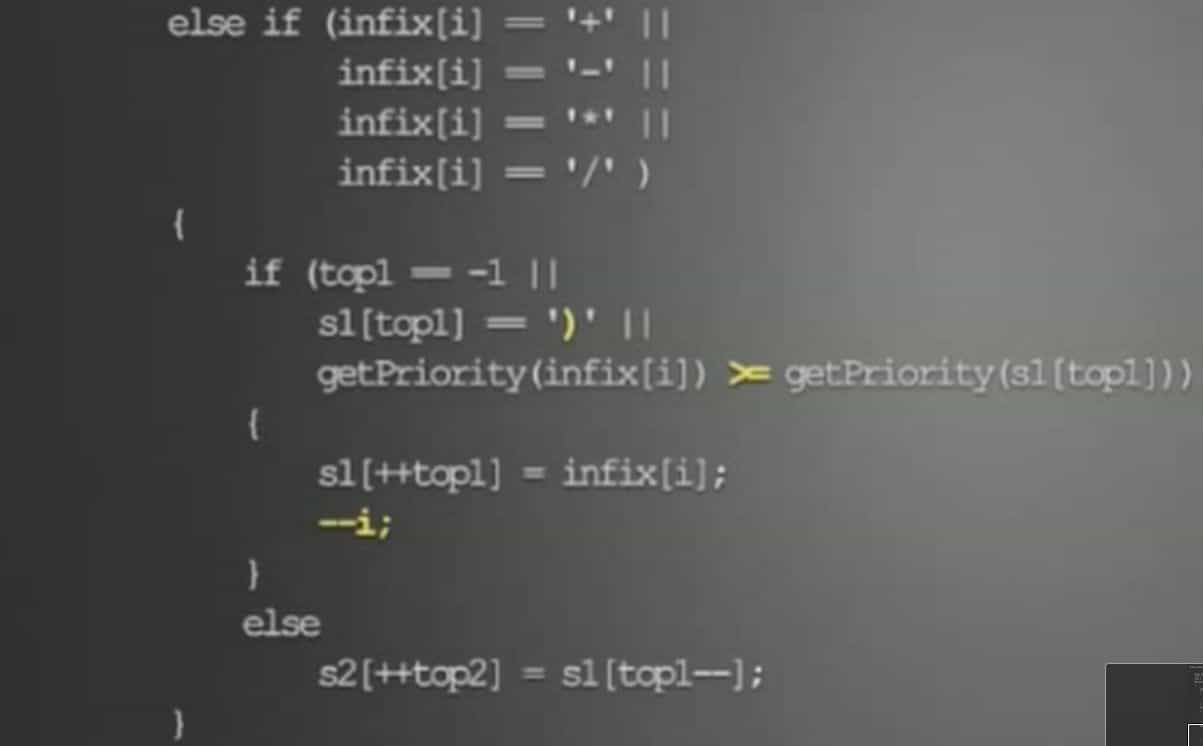 else if (infix[i] == '+' ||
infix[i] == '-' ||
infix[i] == '*' ||
infix[i] == '/' )
{
if (top1 == -1 ||
s1[top1] == ')' ||
getPriority(infix[i]) >= getPriority(s1[top1]))
{
s1[++top1] = infix[i];
--i;
}
else
s2[++top2] = s1[top1--];
}